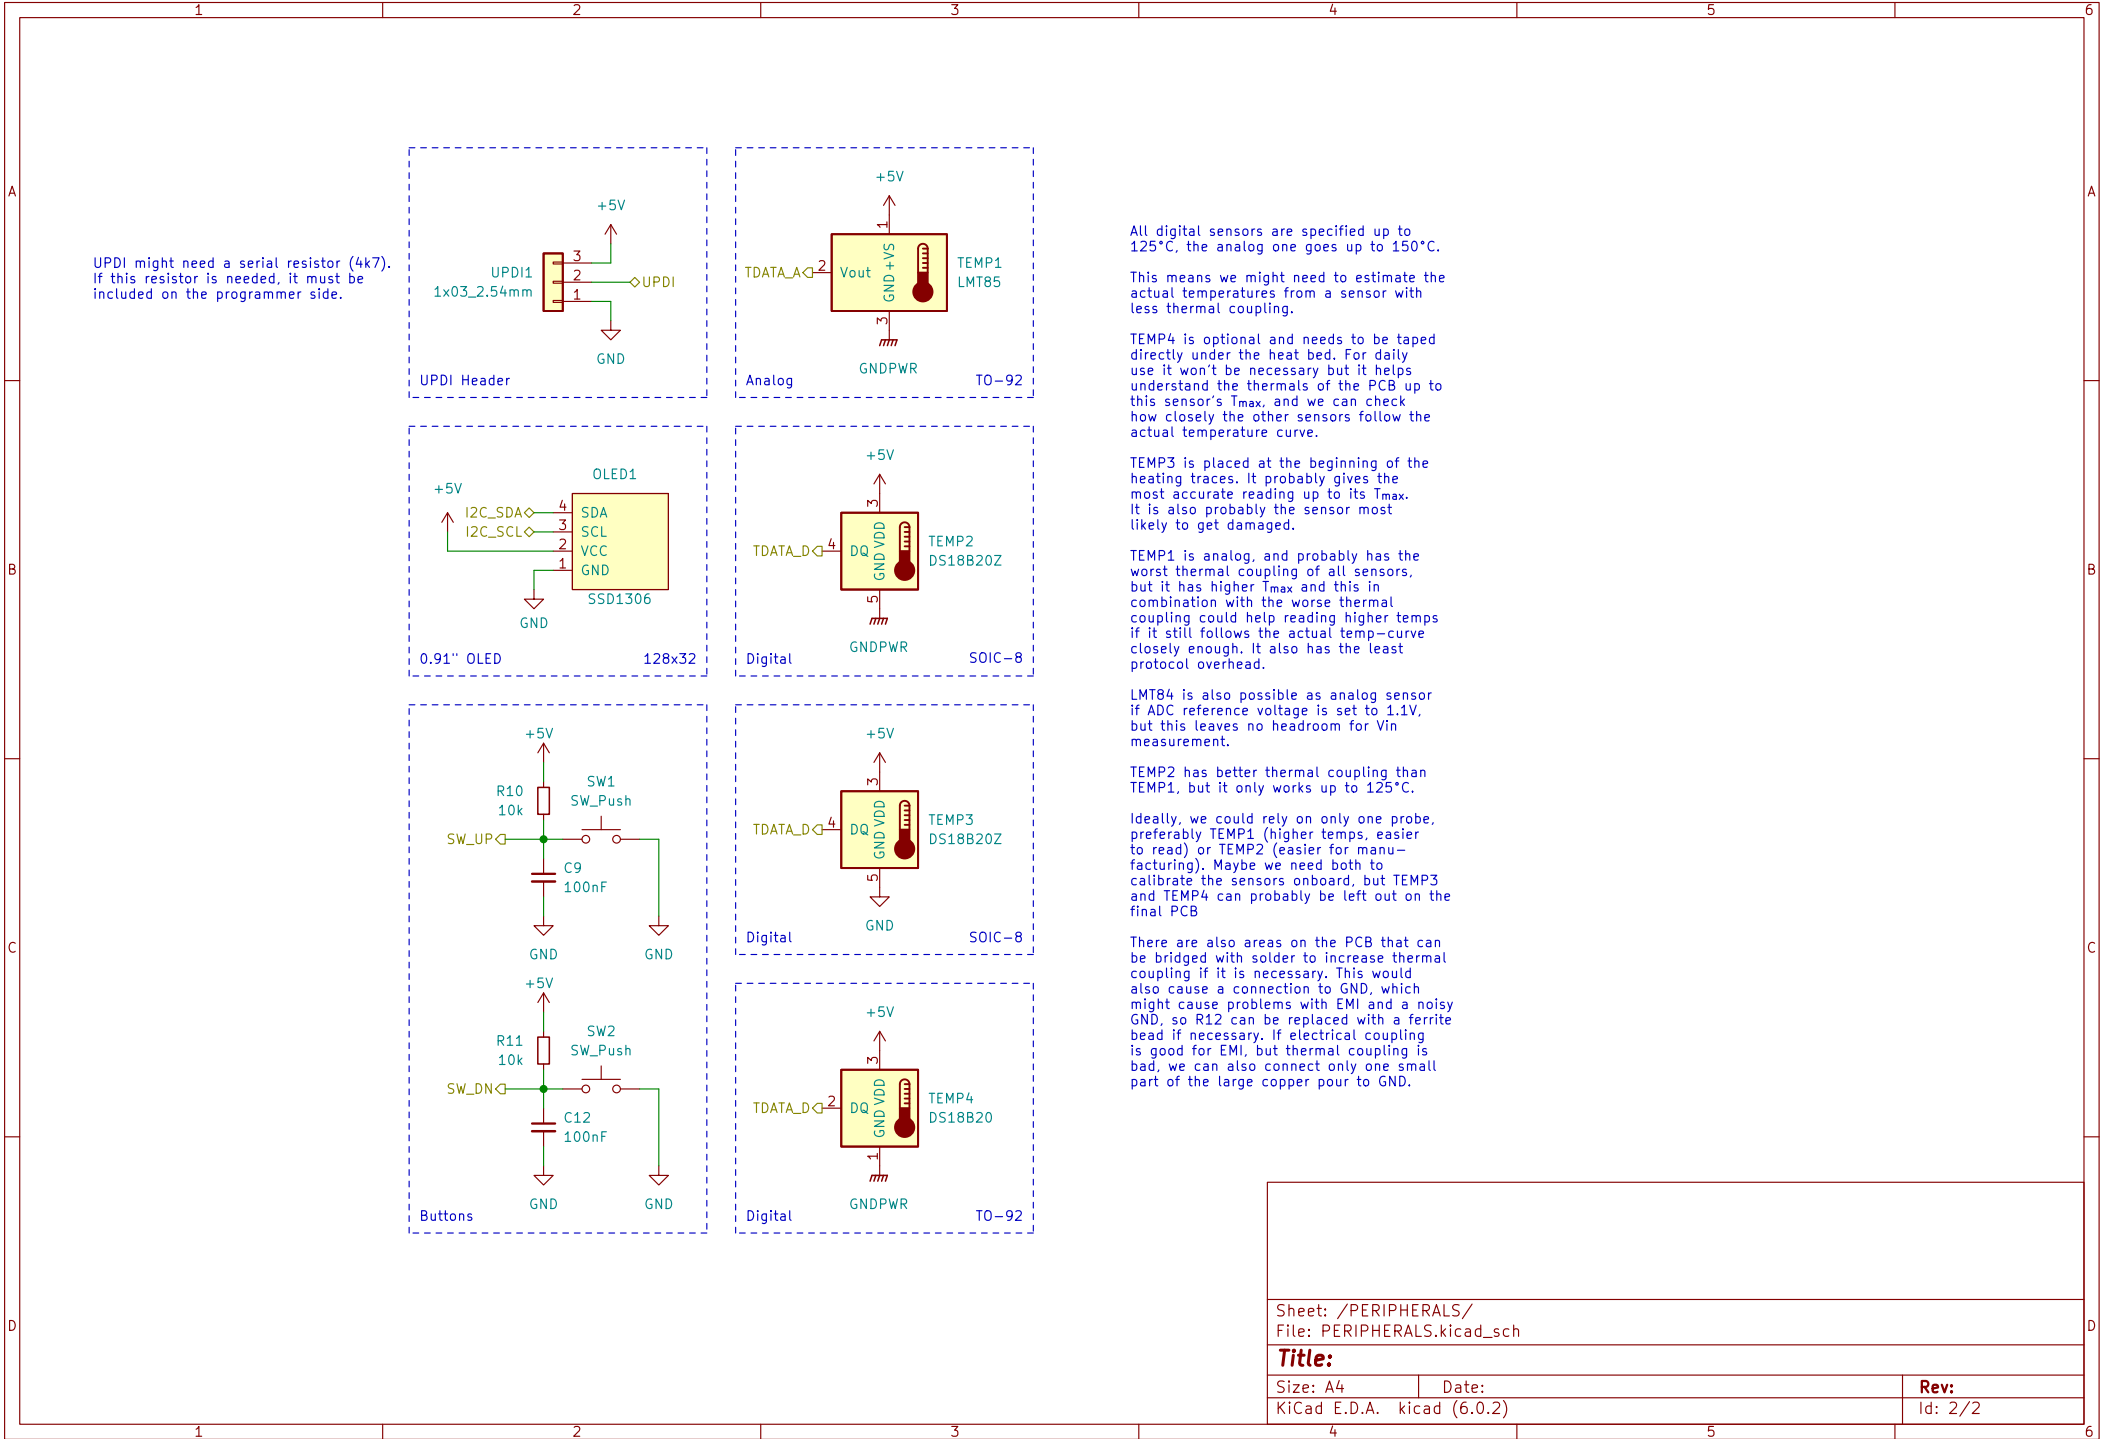 1 2 3 4 5 6
A
B
C
D
UPDI might need a serial resistor (4k7).
If this resistor is needed, it must be
included on the programmer side.
+5V
UPDI1
1x03_2.54mm
3
2
1
UPDI
GND
UPDI Header
+5V
1
TDATA_A
2
Vout
GND
+VS
3
TEMP1
LMT85
GNDPWR
Analog
TO-92
OLED1
+5V
I2C_SDA
I2C_SCL
4
3
2
1
SDA
SCL
VCC
GND
SSD1306
GND
0.91" OLED
128x32
+5V
3
TDATA_D
4
DQ
GND
VDD
5
TEMP2
DS18B20Z
GNDPWR
Digital
SOIC-8
+5V
R10
10k
SW1
SW_Push
SW_UP
C9
100nF
GND
GND
+5V
R11
10k
SW2
SW_Push
SW_DN
C12
100nF
GND
GND
Buttons
+5V
3
TDATA_D
4
DQ
GND
VDD
5
TEMP3
DS18B20Z
GND
Digital
SOIC-8
+5V
3
TDATA_D
2
DQ
GND
VDD
1
TEMP4
DS18B20
GNDPWR
Digital
TO-92
All digital sensors are specified up to
125°C, the analog one goes up to 150°C.
This means we might need to estimate the
actual temperatures from a sensor with
less thermal coupling.
TEMP4 is optional and needs to be taped
directly under the heat bed. For daily
use it won't be necessary but it helps
understand the thermals of the PCB up to
this sensor's Tmax, and we can check
how closely the other sensors follow the
actual temperature curve.
TEMP3 is placed at the beginning of the
heating traces. It probably gives the
most accurate reading up to its Tmax.
It is also probably the sensor most
likely to get damaged.
TEMP1 is analog, and probably has the
worst thermal coupling of all sensors,
but it has higher Tmax and this in
combination with the worse thermal
coupling could help reading higher temps
if it still follows the actual temp-curve
closely enough. It also has the least
protocol overhead.
LMT84 is also possible as analog sensor
if ADC reference voltage is set to 1.1V,
but this leaves no headroom for Vin
measurement.
TEMP2 has better thermal coupling than
TEMP1, but it only works up to 125°C.
Ideally, we could rely on only one probe,
preferably TEMP1 (higher temps, easier
to read) or TEMP2 (easier for manu-
facturing). Maybe we need both to
calibrate the sensors onboard, but TEMP3
and TEMP4 can probably be left out on the
final PCB
There are also areas on the PCB that can
be bridged with solder to increase thermal
coupling if it is necessary. This would
also cause a connection to GND, which
might cause problems with EMI and a noisy
GND, so R12 can be replaced with a ferrite
bead if necessary. If electrical coupling
is good for EMI, but thermal coupling is
bad, we can also connect only one small
part of the large copper pour to GND.
A
B
C
D
Sheet: /PERIPHERALS/
File: PERIPHERALS.kicad_sch
Title:
Size: A4
Date:
Rev:
KiCad E.D.A. kicad (6.0.2)
Id: 2/2
1 2 3 4 5 6